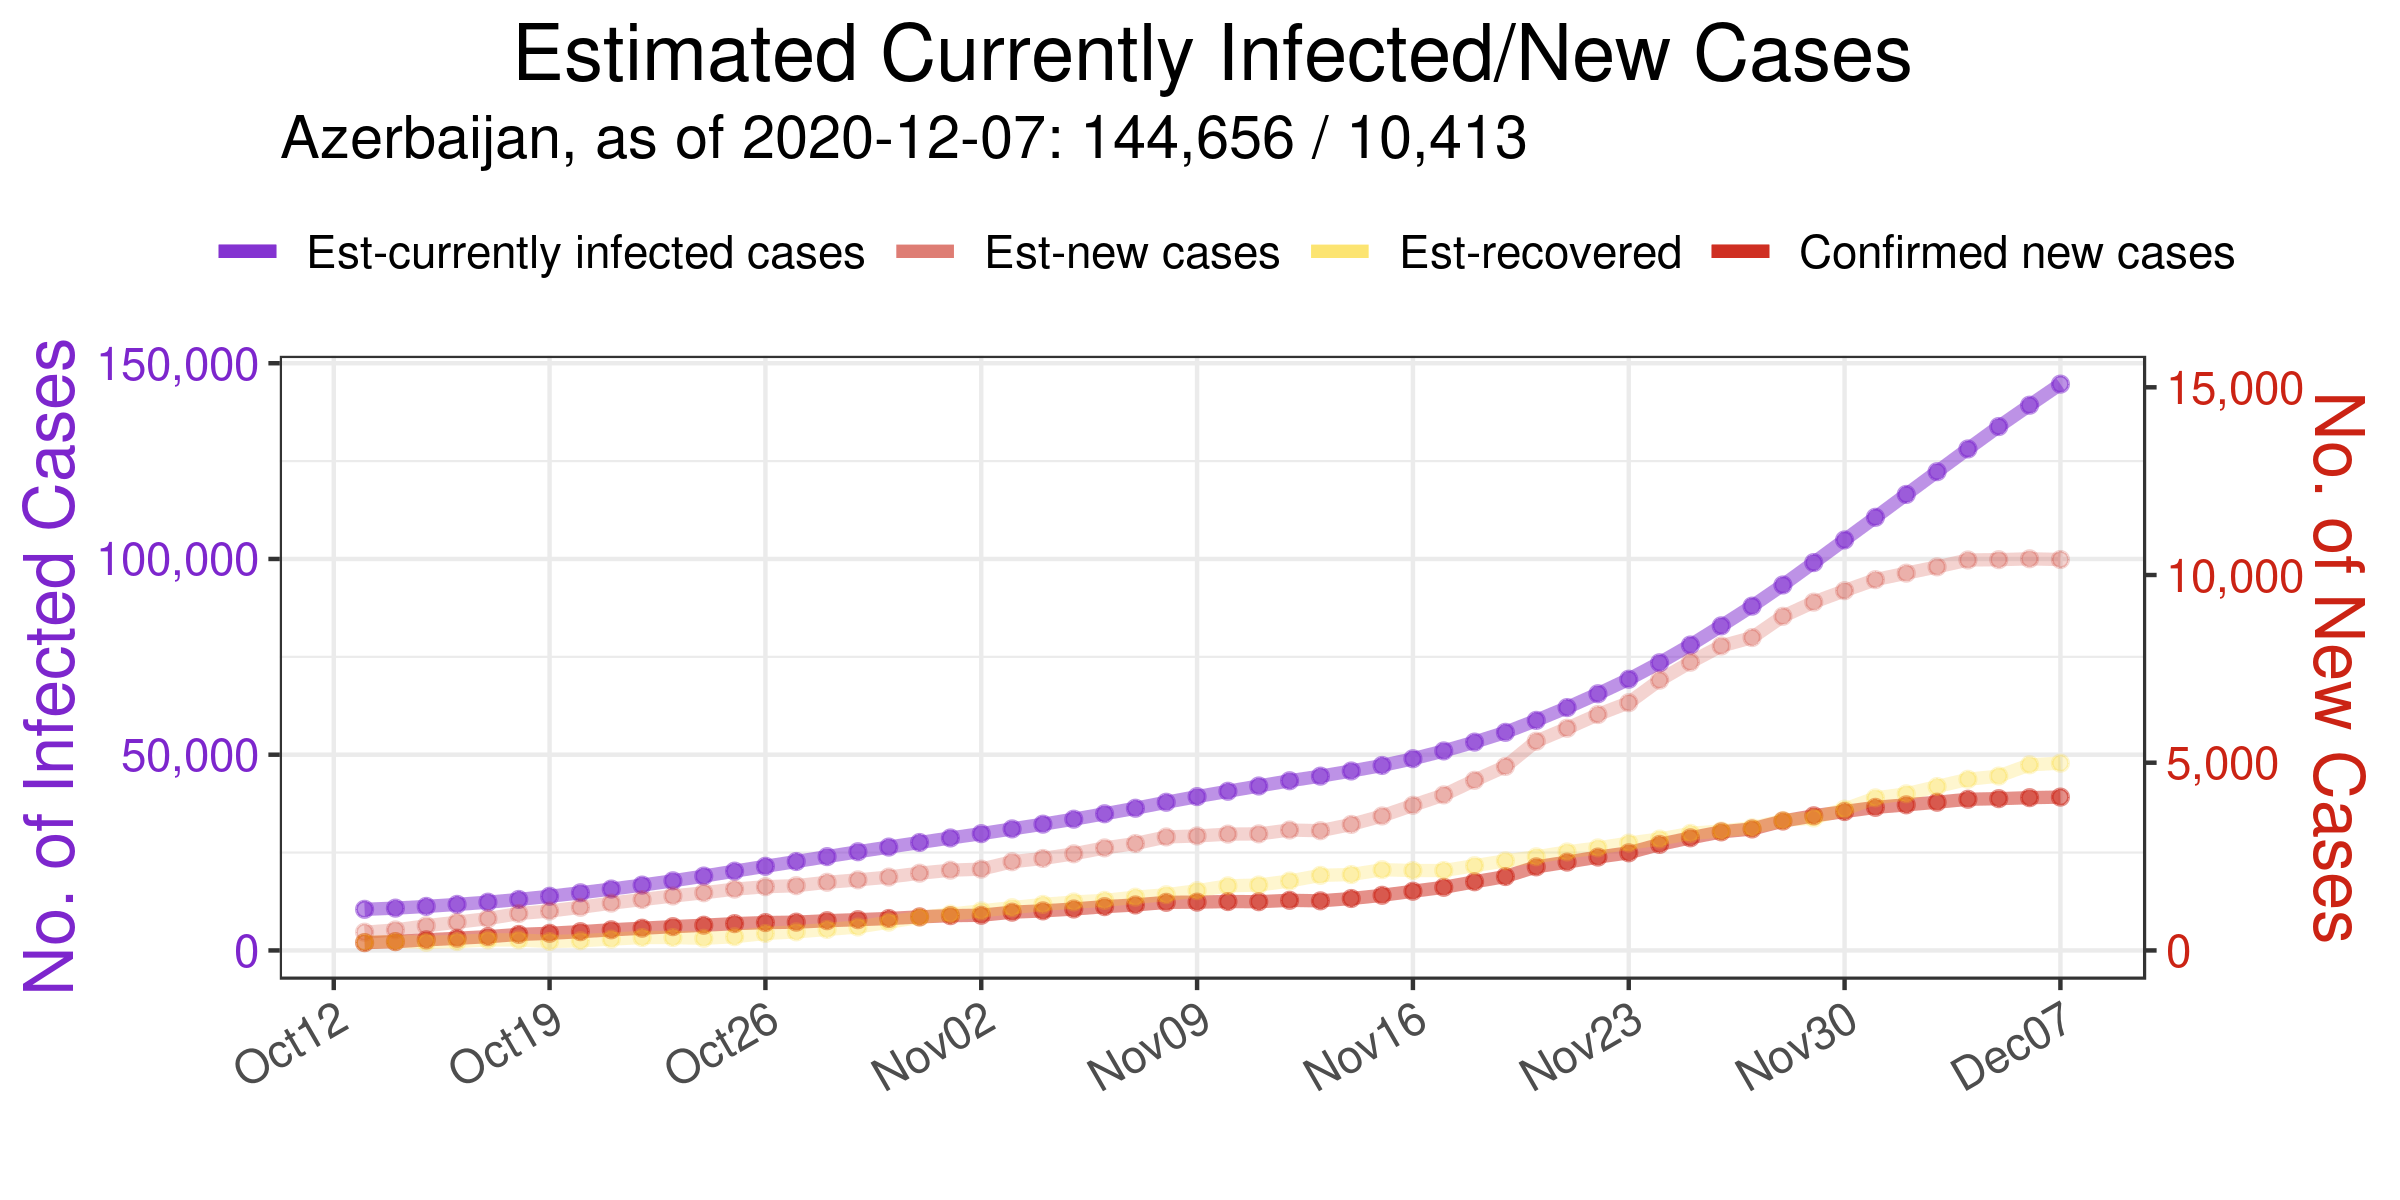 Estimated Currently Infected/New Cases
Azerbaijan, as of 2020-12-07: 144,656 / 10,413
Est-currently infected cases Est-new cases Est-recovered Confirmed new cases
No. of Infected Cases
150,000
100,000
50,000
0
15,000
10,000
5,000
0
No. of New Cases
Oct12 Oct19 Oct26 Nov02 Nov09 Nov16 Nov23 Nov30 Dec07